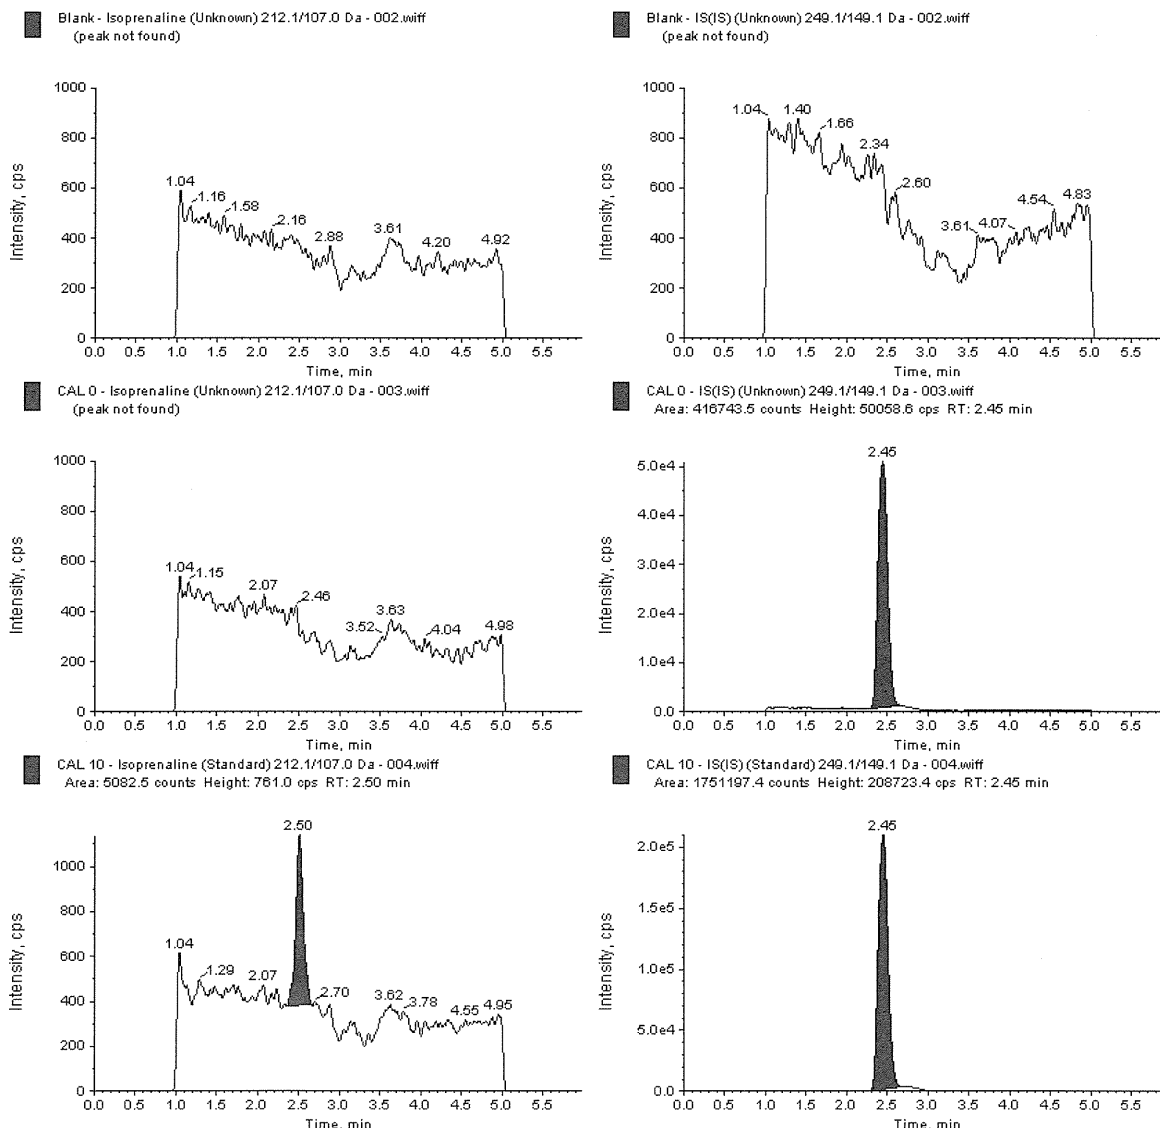 Blank - Isoprenaline (Unknown) 212.1/107.0 Da - 002.wiff
(peak not found)
Intensity, cps
1000
800
600
400
200
0
1.04
1.16
1.58
2.16
2.88
3.61
4.20
4.92
0.0 0.5 1.0 1.5 2.0 2.5 3.0 3.5 4.0 4.5 5.0 5.5
Time, min
Blank - IS(IS) (Unknown) 249.1/149.1 Da - 002.wiff
(peak not found)
Intensity, cps
1000
800
600
400
200
0
1.04
1.40
1.66
2.34
2.60
3.61
4.07
4.54
4.83
0.0 0.5 1.0 1.5 2.0 2.5 3.0 3.5 4.0 4.5 5.0 5.5
Time, min
CAL 0 - Isoprenaline (Unknown) 212.1/107.0 Da - 003.wiff
(peak not found)
Intensity, cps
1000
800
600
400
200
0
1.04
1.15
2.07
2.46
3.52
3.63
4.04
4.98
0.0 0.5 1.0 1.5 2.0 2.5 3.0 3.5 4.0 4.5 5.0 5.5
Time, min
CAL 0 - IS(IS) (Unknown) 249.1/149.1 Da - 003.wiff
Area: 416743.5 counts Height: 50058.6 cps RT: 2.45 min
Intensity, cps
5.0e4
4.0e4
3.0e4
2.0e4
1.0e4
0.0
2.45
0.0 0.5 1.0 1.5 2.0 2.5 3.0 3.5 4.0 4.5 5.0 5.5
Time, min
CAL 10 - Isoprenaline (Standard) 212.1/107.0 Da - 004.wiff
Area: 5082.5 counts Height: 761.0 cps RT: 2.50 min
Intensity, cps
1000
800
600
400
200
0
1.04
1.29
2.07
2.50
2.70
3.62
3.78
4.55
4.95
0.0 0.5 1.0 1.5 2.0 2.5 3.0 3.5 4.0 4.5 5.0 5.5
Time, min
CAL 10 - IS(IS) (Standard) 249.1/149.1 Da - 004.wiff
Area: 1751197.4 counts Height: 208723.4 cps RT: 2.45 min
Intensity, cps
2.0e5
1.5e5
1.0e5
5.0e4
0.0
2.45
0.0 0.5 1.0 1.5 2.0 2.5 3.0 3.5 4.0 4.5 5.0 5.5
Time, min